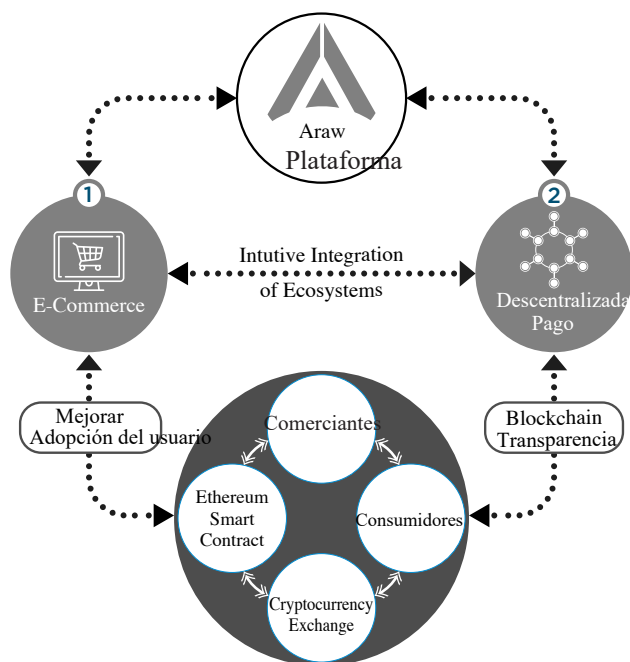 Araw
Plataforma
1
2
E-Commerce
Intutive Integration
of Ecosystems
Descentralizada
Pago
Mejorar
Adopción del usuario
Blockchain
Transparencia
Comerciantes
Ethereum
Smart
Contract
Consumidores
Cryptocurrency
Exchange